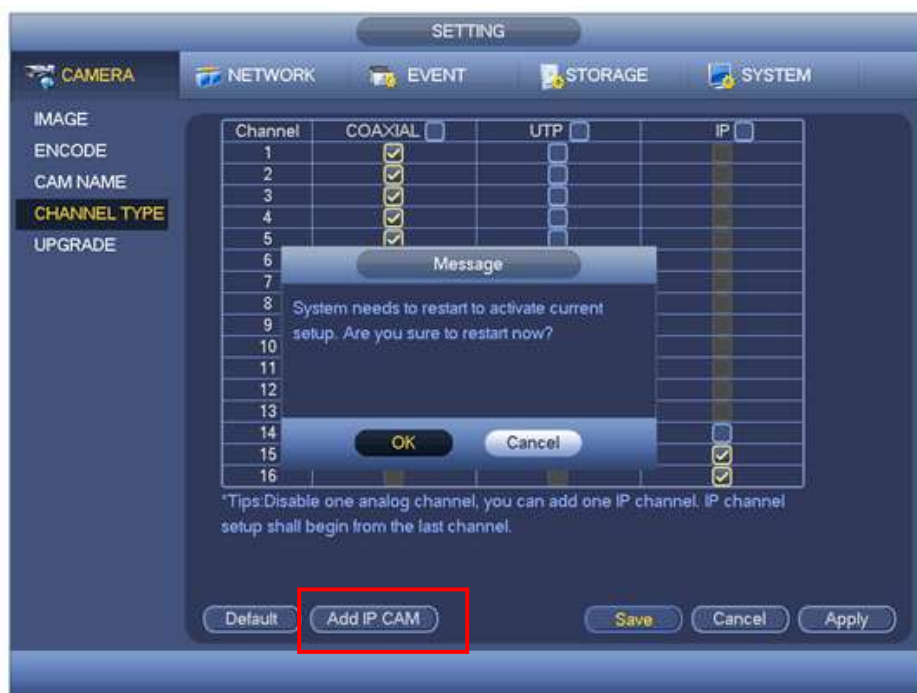 SETTING
CAMERA NETWORK EVENT STORAGE SYSTEM
IMAGE
ENCODE
CAM NAME
CHANNEL TYPE
UPGRADE
Channel COAXIAL UTP IP
1
2
3
4
5
6
7
8
9
10
11
12
13
14
15
16
Message
System needs to restart to activate current
setup. Are you sure to restart now?
OK Cancel
*Tips:Disable one analog channel, you can add one IP channel. IP channel
setup shall begin from the last channel.
Default Add IP CAM Save Cancel Apply